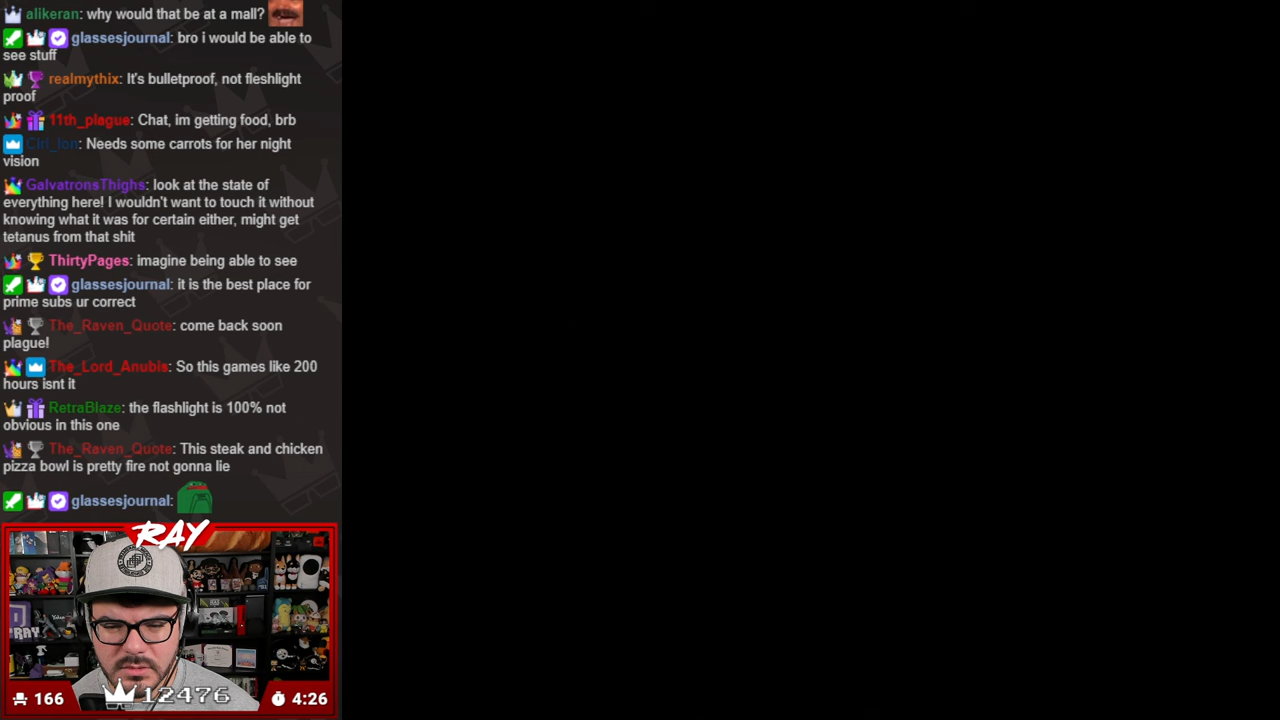 alikeran: why would that be at a mall?
glassesjournal: bro i would be able to
see stuff
realmythix: It's bulletproof, not fleshlight
proof
11th_plague: Chat, im getting food, brb
Ciri_lon: Needs some carrots for her night
vision
GalvatronsThighs: look at the state of
everything here! I wouldn't want to touch it without
knowing what it was for certain either, might get
tetanus from that shit
ThirtyPages: imagine being able to see
glassesjournal: it is the best place for
prime subs ur correct
The_Raven_Quote: come back soon
plague!
The_Lord_Anubis: So this games like 200
hours isnt it
RetraBlaze: the flashlight is 100% not
obvious in this one
The_Raven_Quote: This steak and chicken
pizza bowl is pretty fire not gonna lie
glassesjournal:
RAY
166
12476
4:26